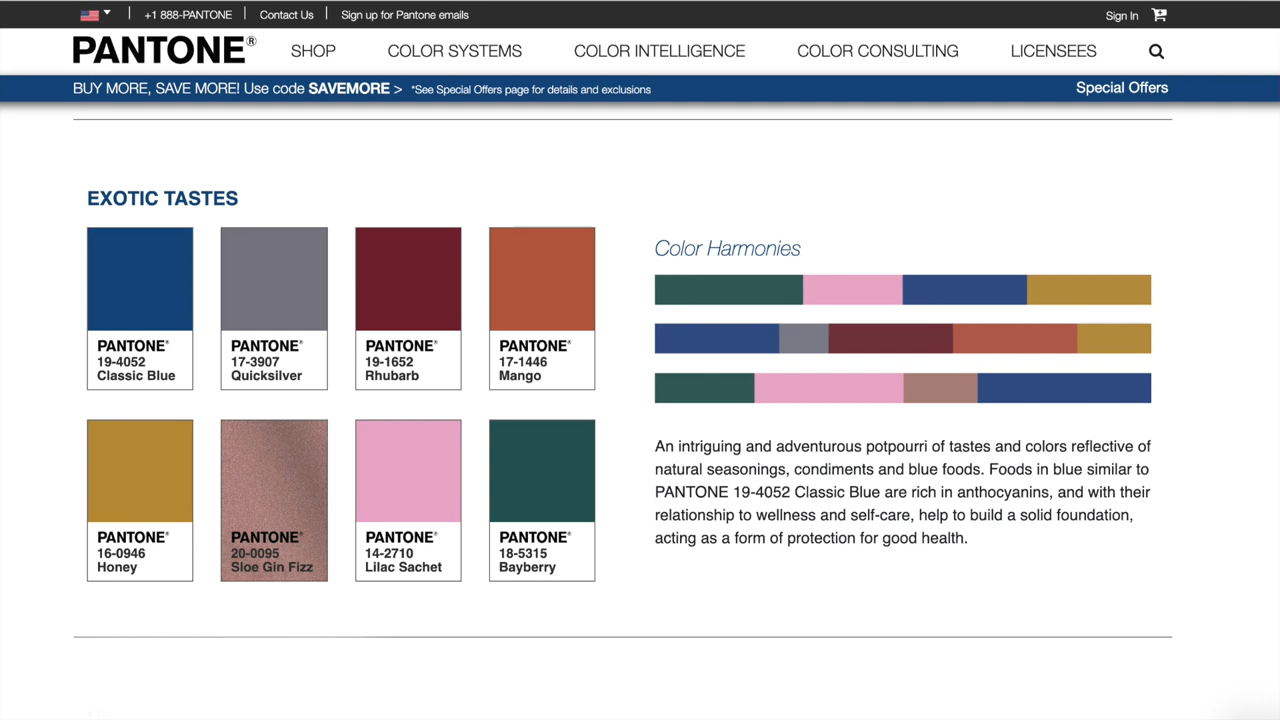 +1 888-PANTONE
Contact Us
Sign up for Pantone emails
Sign In
PANTONE®
SHOP
COLOR SYSTEMS
COLOR INTELLIGENCE
COLOR CONSULTING
LICENSEES
BUY MORE, SAVE MORE! Use code SAVEMORE > *See Special Offers page for details and exclusions
Special Offers
EXOTIC TASTES
PANTONE®
19-4052
Classic Blue
PANTONE®
17-3907
Quicksilver
PANTONE®
19-1652
Rhubarb
PANTONE®
17-1446
Mango
PANTONE®
16-0946
Honey
PANTONE®
20-0095
Sloe Gin Fizz
PANTONE®
14-2710
Lilac Sachet
PANTONE®
18-5315
Bayberry
Color Harmonies
An intriguing and adventurous potpourri of tastes and colors reflective of
natural seasonings, condiments and blue foods. Foods in blue similar to
PANTONE 19-4052 Classic Blue are rich in anthocyanins, and with their
relationship to wellness and self-care, help to build a solid foundation,
acting as a form of protection for good health.